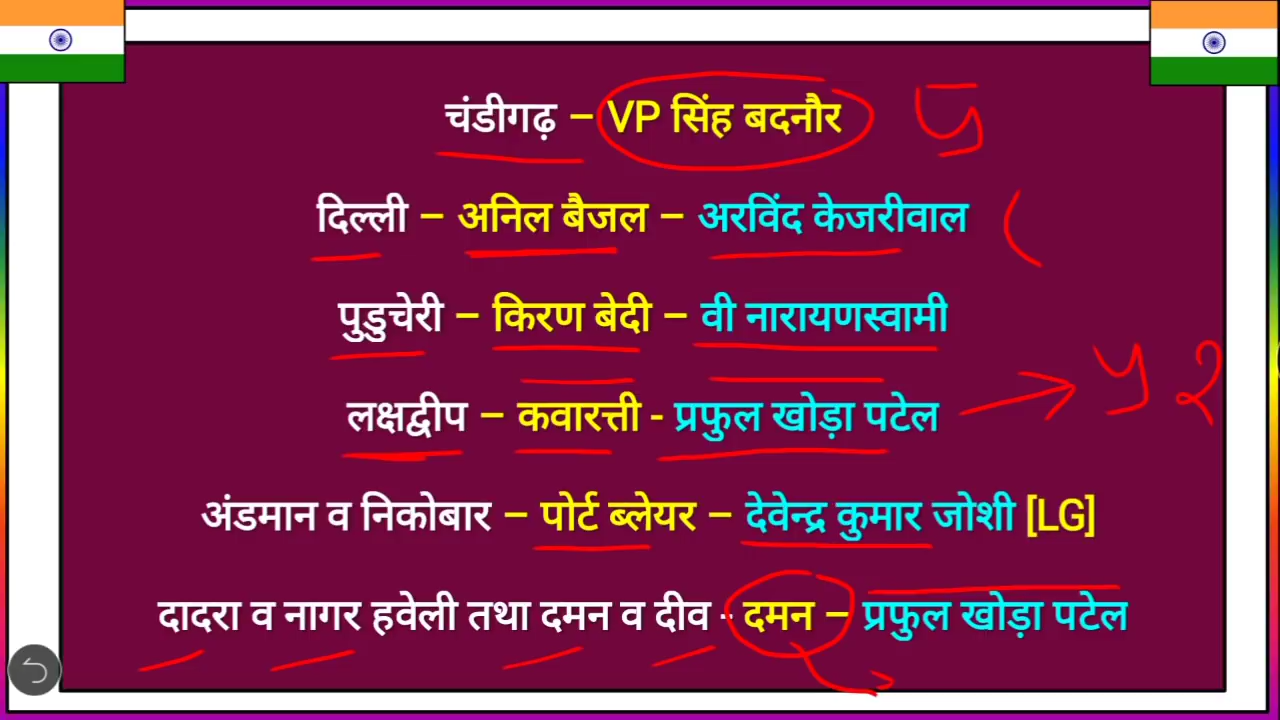 चंडीगढ़ – VP सिंह बदनौर
दिल्ली – अनिल बैजल – अरविंद केजरीवाल
पुडुचेरी – किरण बेदी – वी नारायणस्वामी
लक्षद्वीप – कवारत्ती - प्रफुल खोड़ा पटेल
अंडमान व निकोबार – पोर्ट ब्लेयर – देवेन्द्र कुमार जोशी [LG]
दादरा व नागर हवेली तथा दमन व दीव - दमन – प्रफुल खोड़ा पटेल